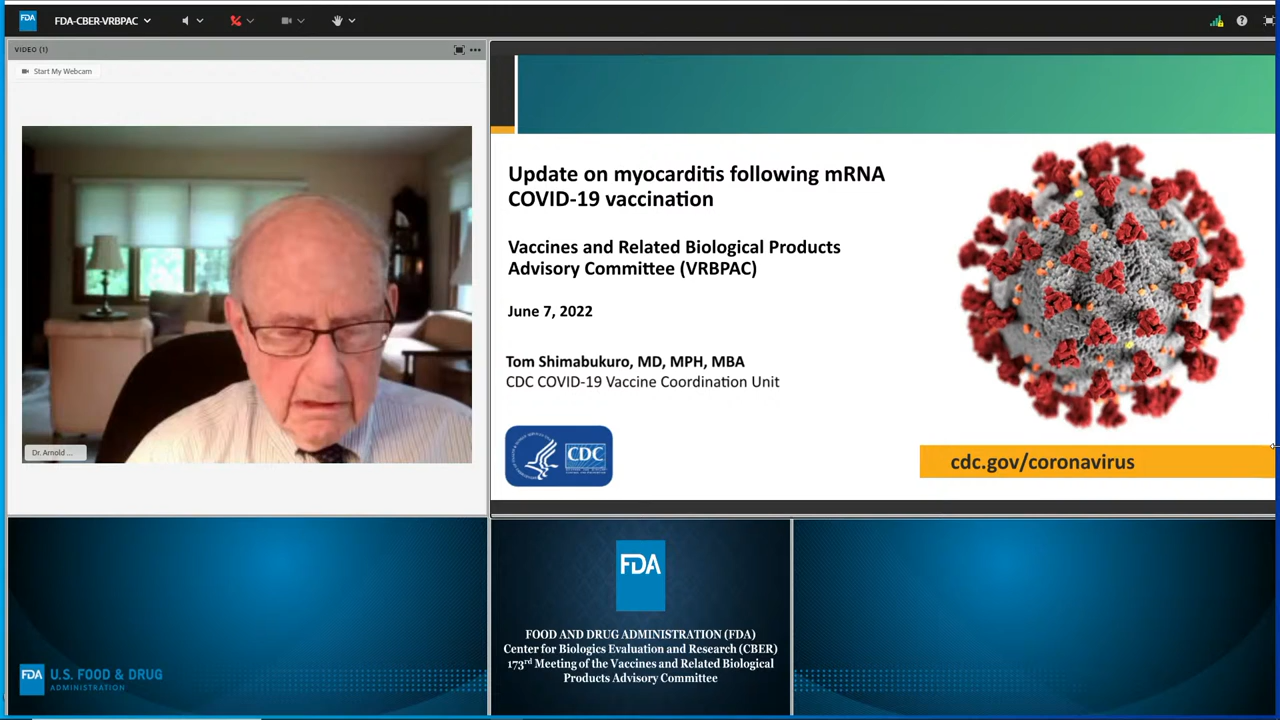 FDA
FDA-CBER-VRBPAC
VIDEO (1)
Start My Webcam
Dr. Arnold ...
Update on myocarditis following mRNA
COVID-19 vaccination
Vaccines and Related Biological Products
Advisory Committee (VRBPAC)
June 7, 2022
Tom Shimabukuro, MD, MPH, MBA
CDC COVID-19 Vaccine Coordination Unit
CDC
cdc.gov/coronavirus
FDA
FOOD AND DRUG ADMINISTRATION (FDA)
Center for Biologics Evaluation and Research (CBER)
173rd Meeting of the Vaccines and Related Biological
Products Advisory Committee
FDA U.S. FOOD & DRUG
ADMINISTRATION